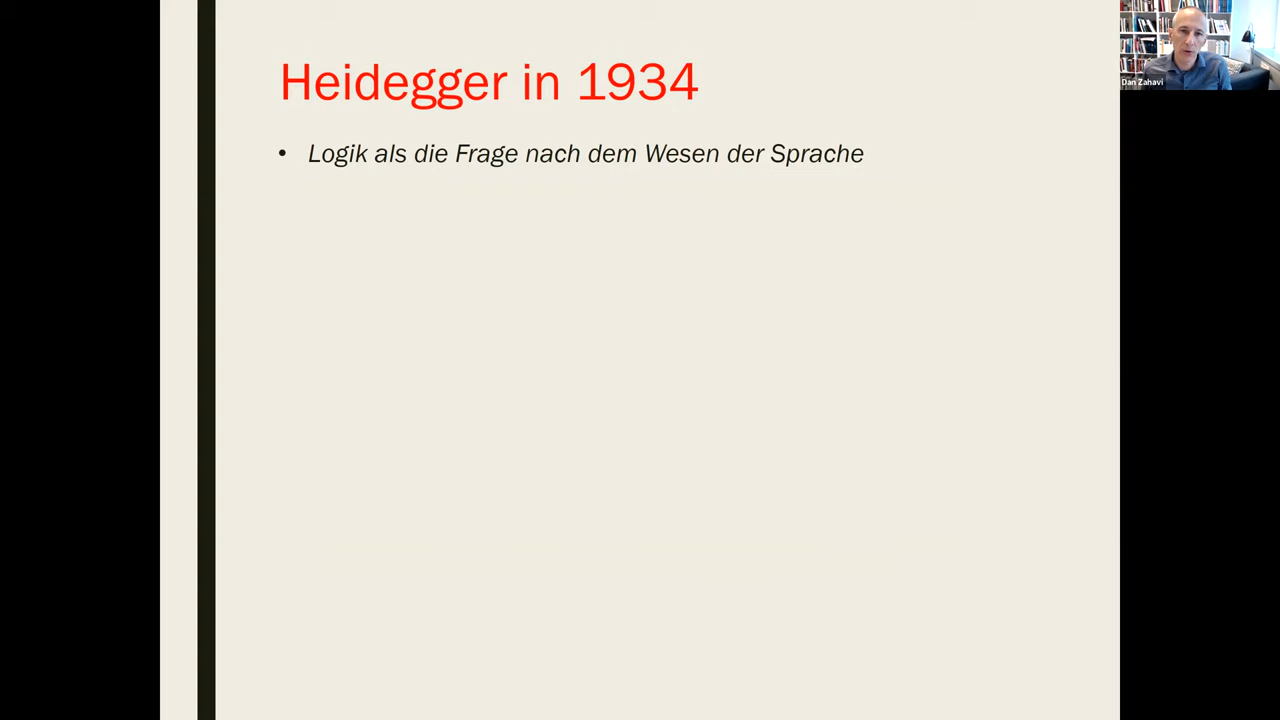 Heidegger in 1934
• Logik als die Frage nach dem Wesen der Sprache
Dan Zahavi